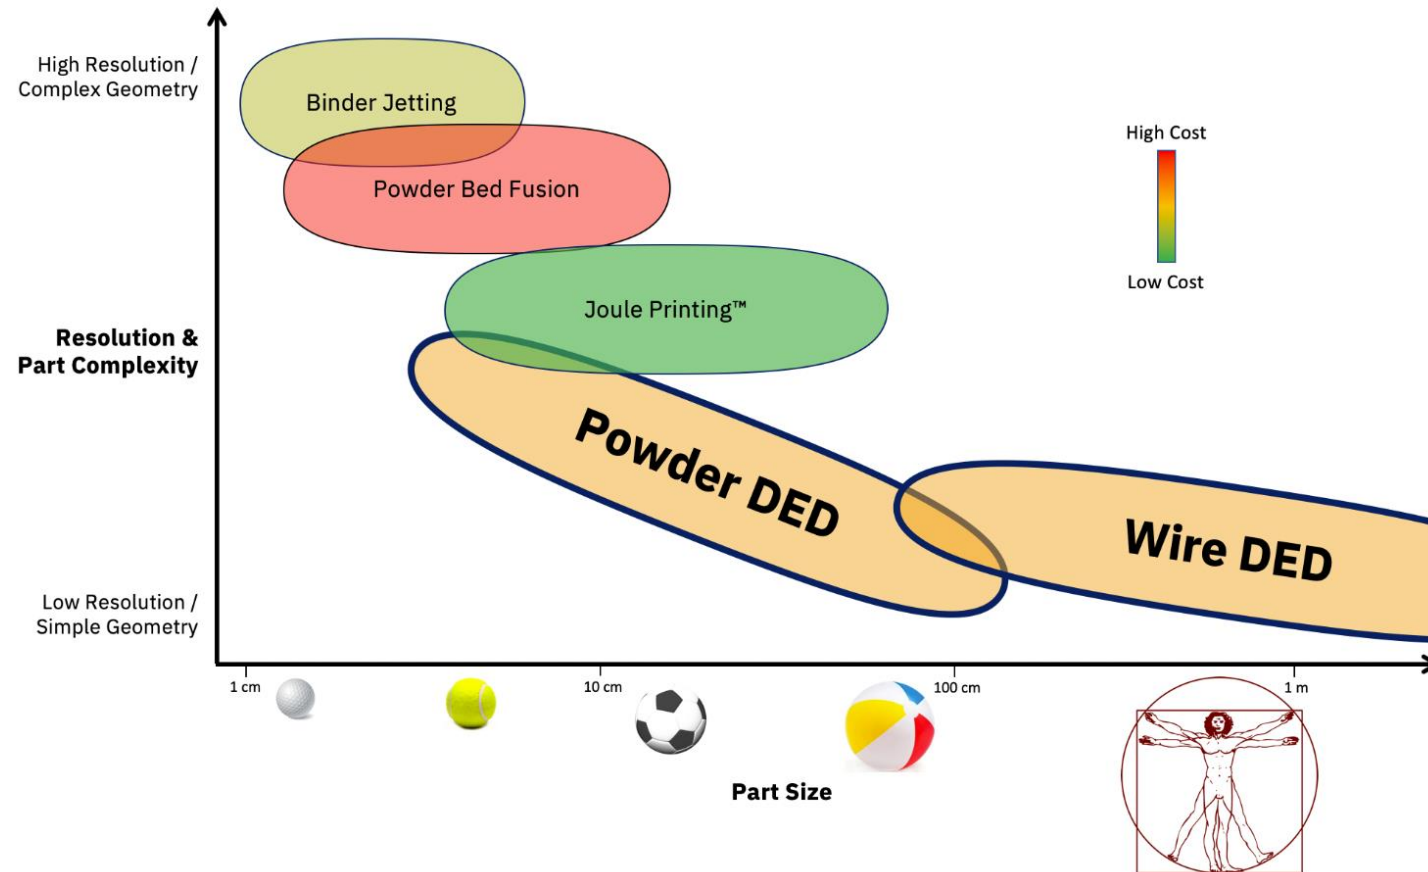 High Resolution /
Complex Geometry
Binder Jetting
High Cost
Powder Bed Fusion
Low Cost
Joule Printing™
Resolution &
Part Complexity
Powder DED
Wire DED
Low Resolution /
Simple Geometry
1 cm
10 cm
100 cm
1 m
Part Size